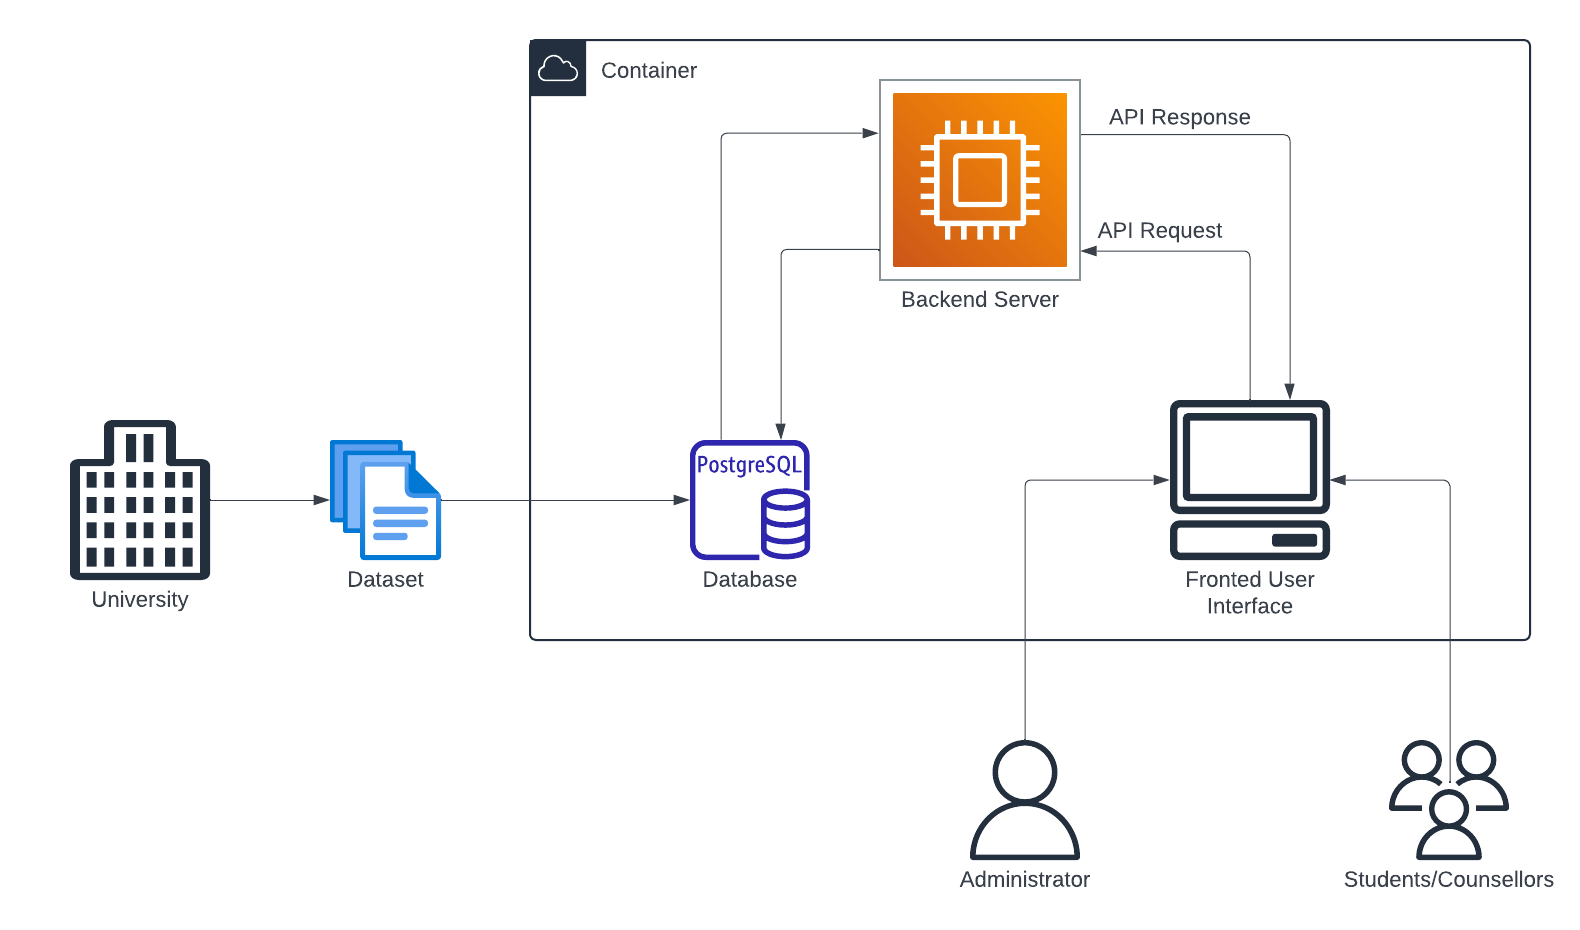 Container
API Response
API Request
Backend Server
PostgreSQL
University
Dataset
Database
Fronted User
Interface
Administrator
Students/Counsellors